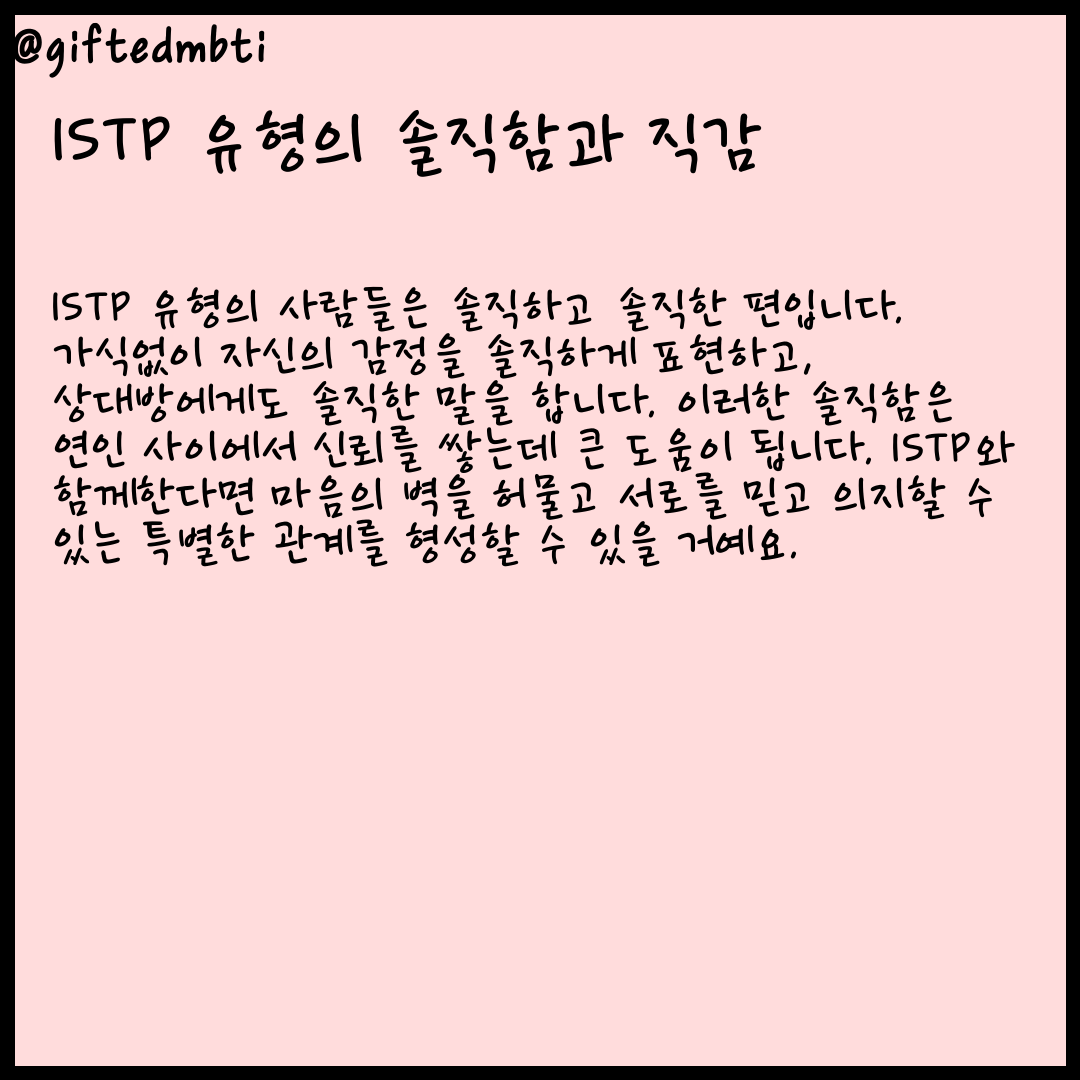 @giftedmbti
ISTP 유형의 솔직함과 직감
ISTP 유형의 사람들은 솔직하고 솔직한 편입니다.
가식없이 자신의 감정을 솔직하게 표현하고,
상대방에게도 솔직한 말을 합니다. 이러한 솔직함은
연인 사이에서 신뢰를 쌓는데 큰 도움이 됩니다. ISTP와
함께한다면 마음의 벽을 허물고 서로를 믿고 의지할 수
있는 특별한 관계를 형성할 수 있을 거예요.